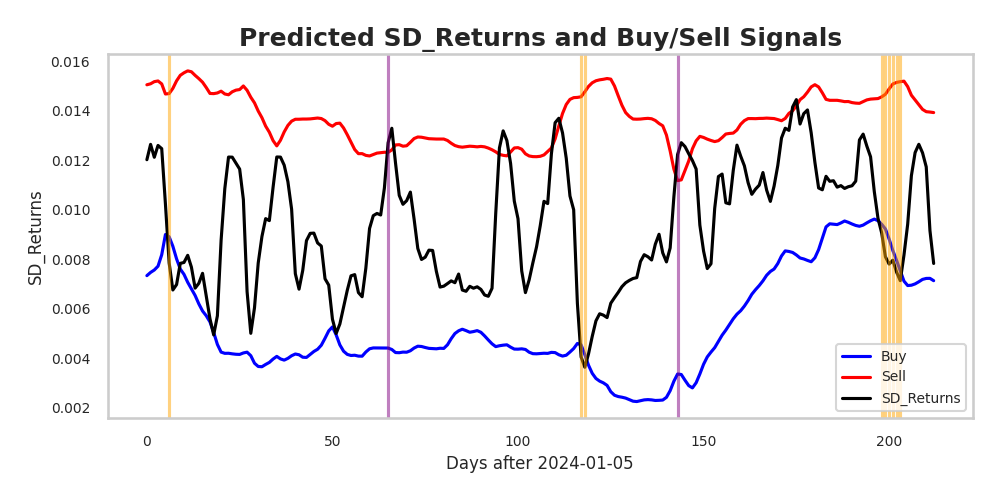 Predicted SD_Returns and Buy/Sell Signals
SD_Returns
0.016
0.014
0.012
0.010
0.008
0.006
0.004
0.002
Buy
Sell
SD_Returns
0 50 100 150 200
Days after 2024-01-05